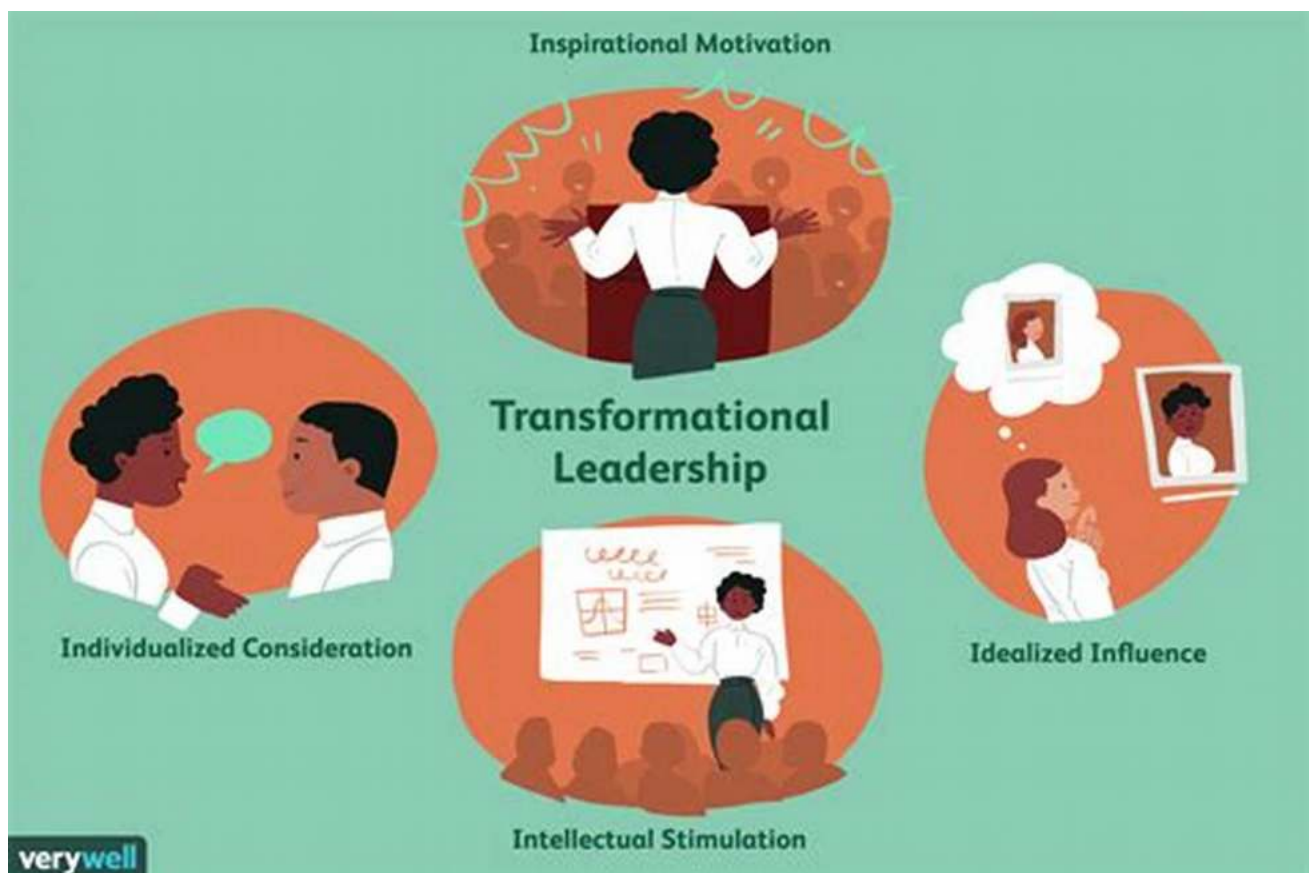 Inspirational Motivation
Transformational
Leadership
Individualized Consideration
Idealized Influence
Intellectual Stimulation
verywell